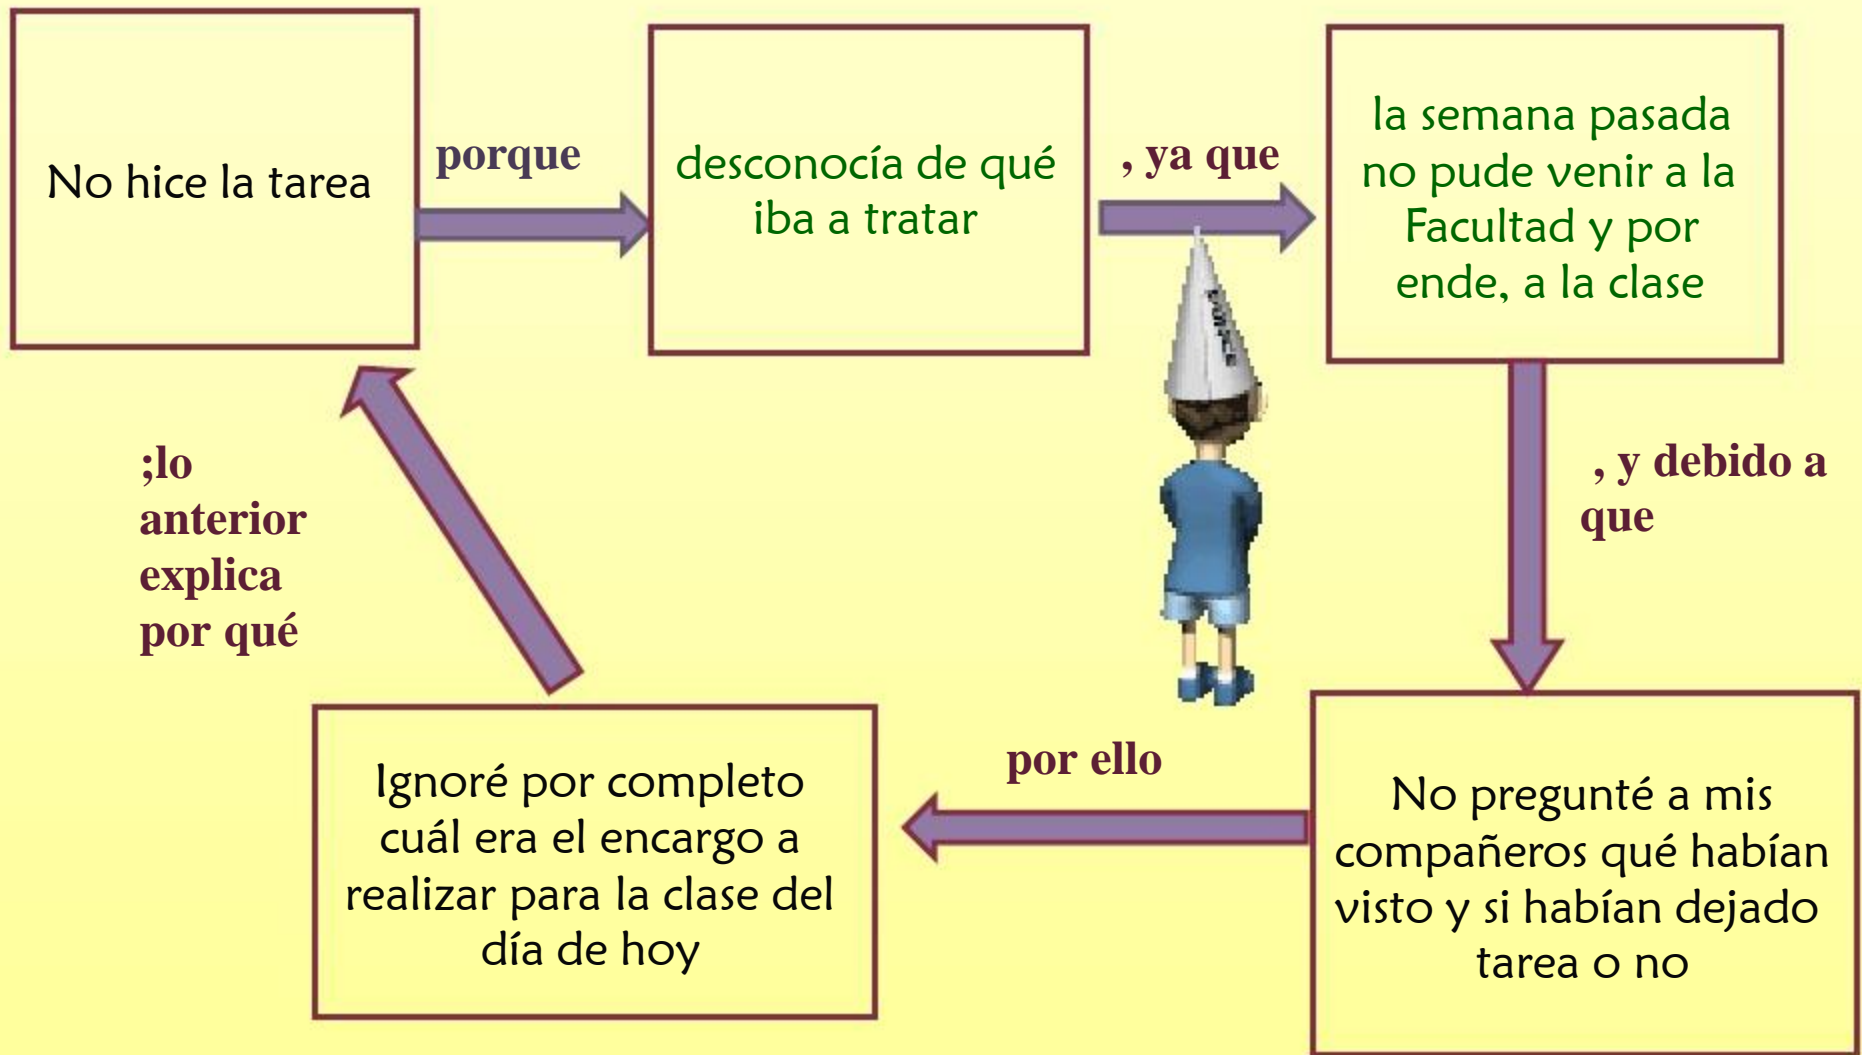 No hice la tarea
porque
desconocía de qué
iba a tratar
, ya que
la semana pasada
no pude venir a la
Facultad y por
ende, a la clase
, y debido a
que
No pregunté a mis
compañeros qué habían
visto y si habían dejado
tarea o no
por ello
Ignoré por completo
cuál era el encargo a
realizar para la clase del
día de hoy
;lo
anterior
explica
por qué